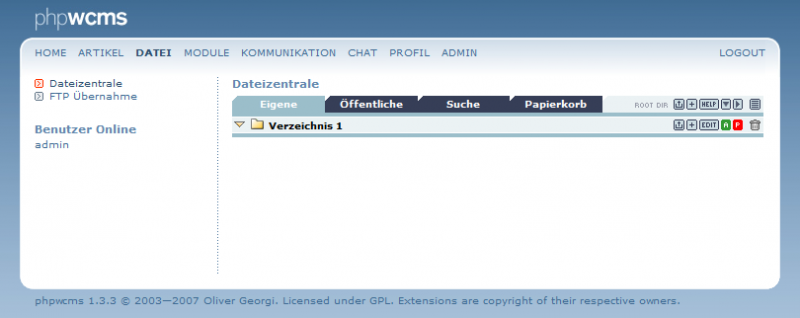 phpwcms
HOME ARTIKEL DATEI MODULE KOMMUNIKATION CHAT PROFIL ADMIN LOGOUT
Dateizentrale
FTP Übernahme
Benutzer Online
admin
Dateizentrale
Eigene Öffentliche Suche Papierkorb ROOT DIR HELP
Verzeichnis 1 EDIT A P
phpwcms 1.3.3 © 2003—2007 Oliver Georgi. Licensed under GPL. Extensions are copyright of their respective owners.